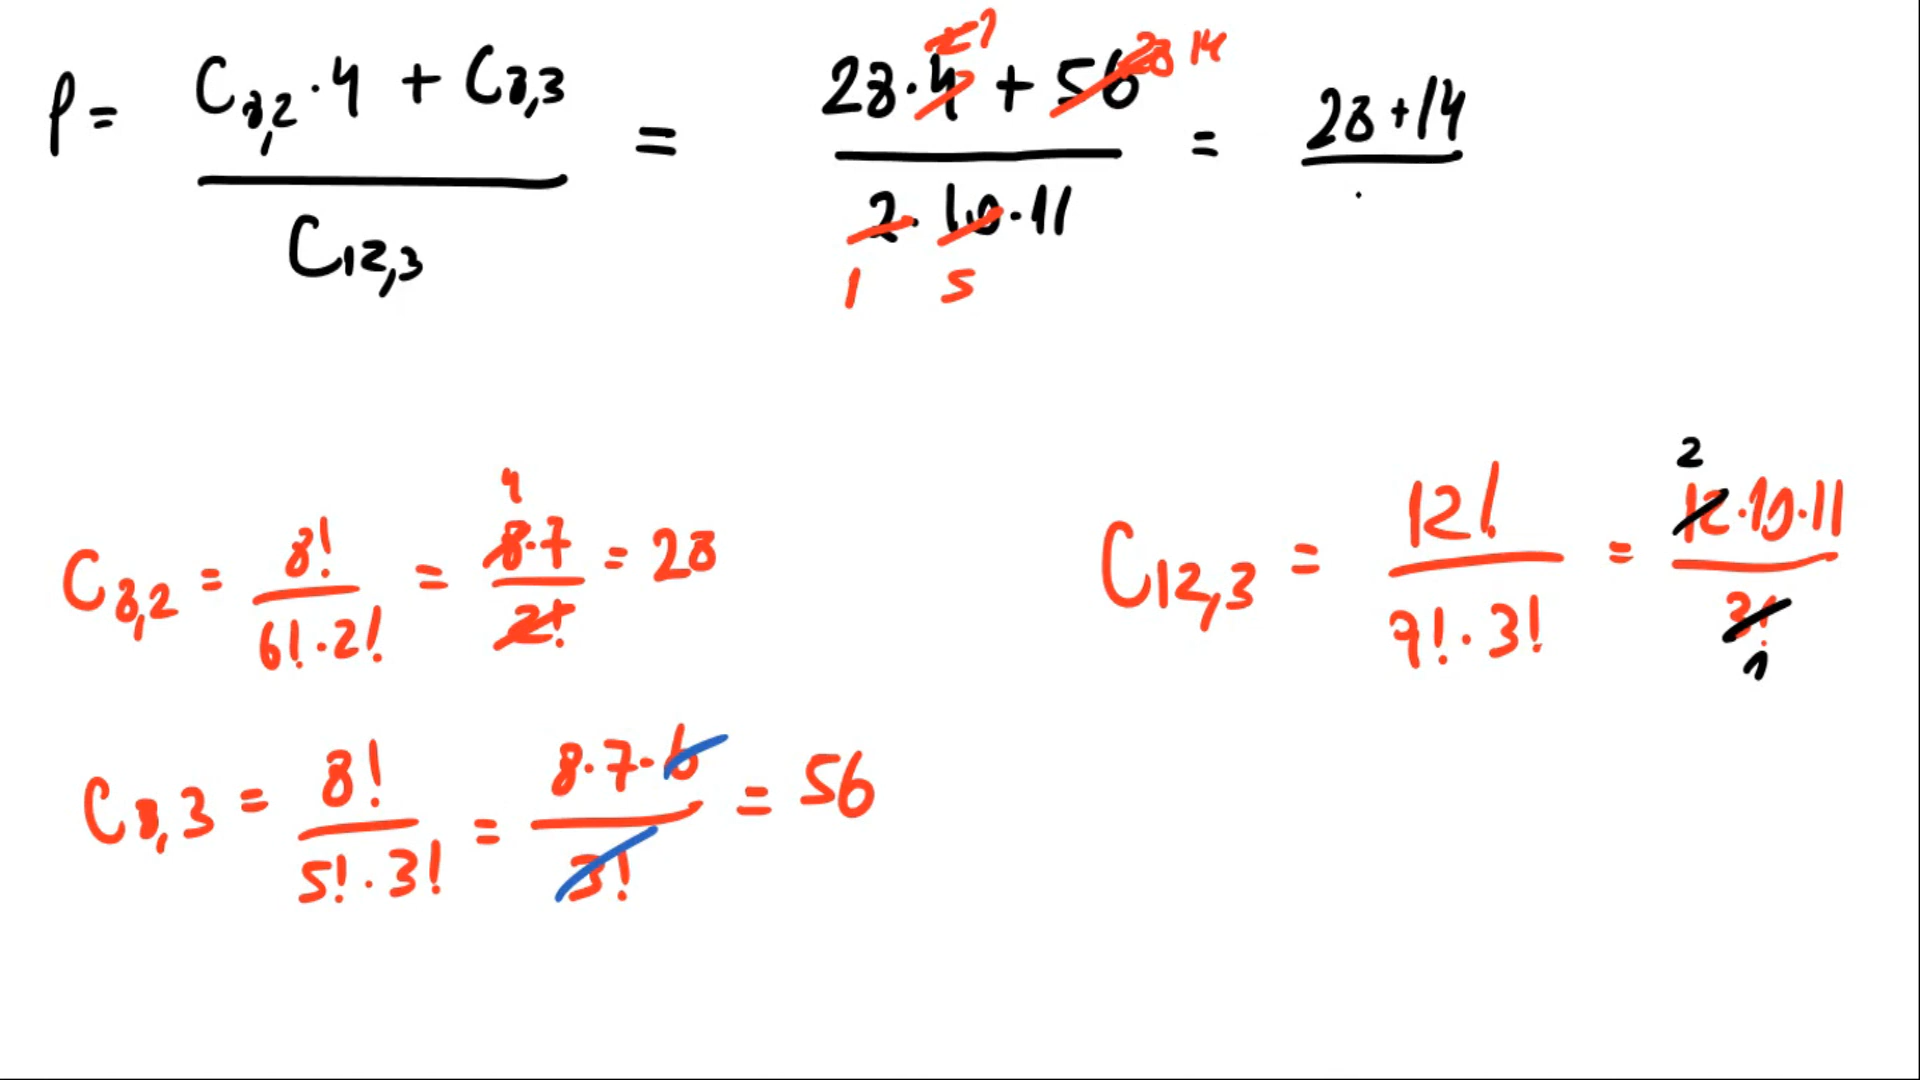 P = (C8,2 · 4 + C8,3) / C12,3 = (28 · 4 + 56) / (2 · 10 · 11) = 28 + 14
2 1
28 14
1 5
C8,2 = 8! / (6! · 2!) = 8 · 7 / 2! = 28
4
C12,3 = 12! / (9! · 3!) = 12 · 10 · 11 / 3!
2
1
C8,3 = 8! / (5! · 3!) = 8 · 7 · 6 / 3! = 56